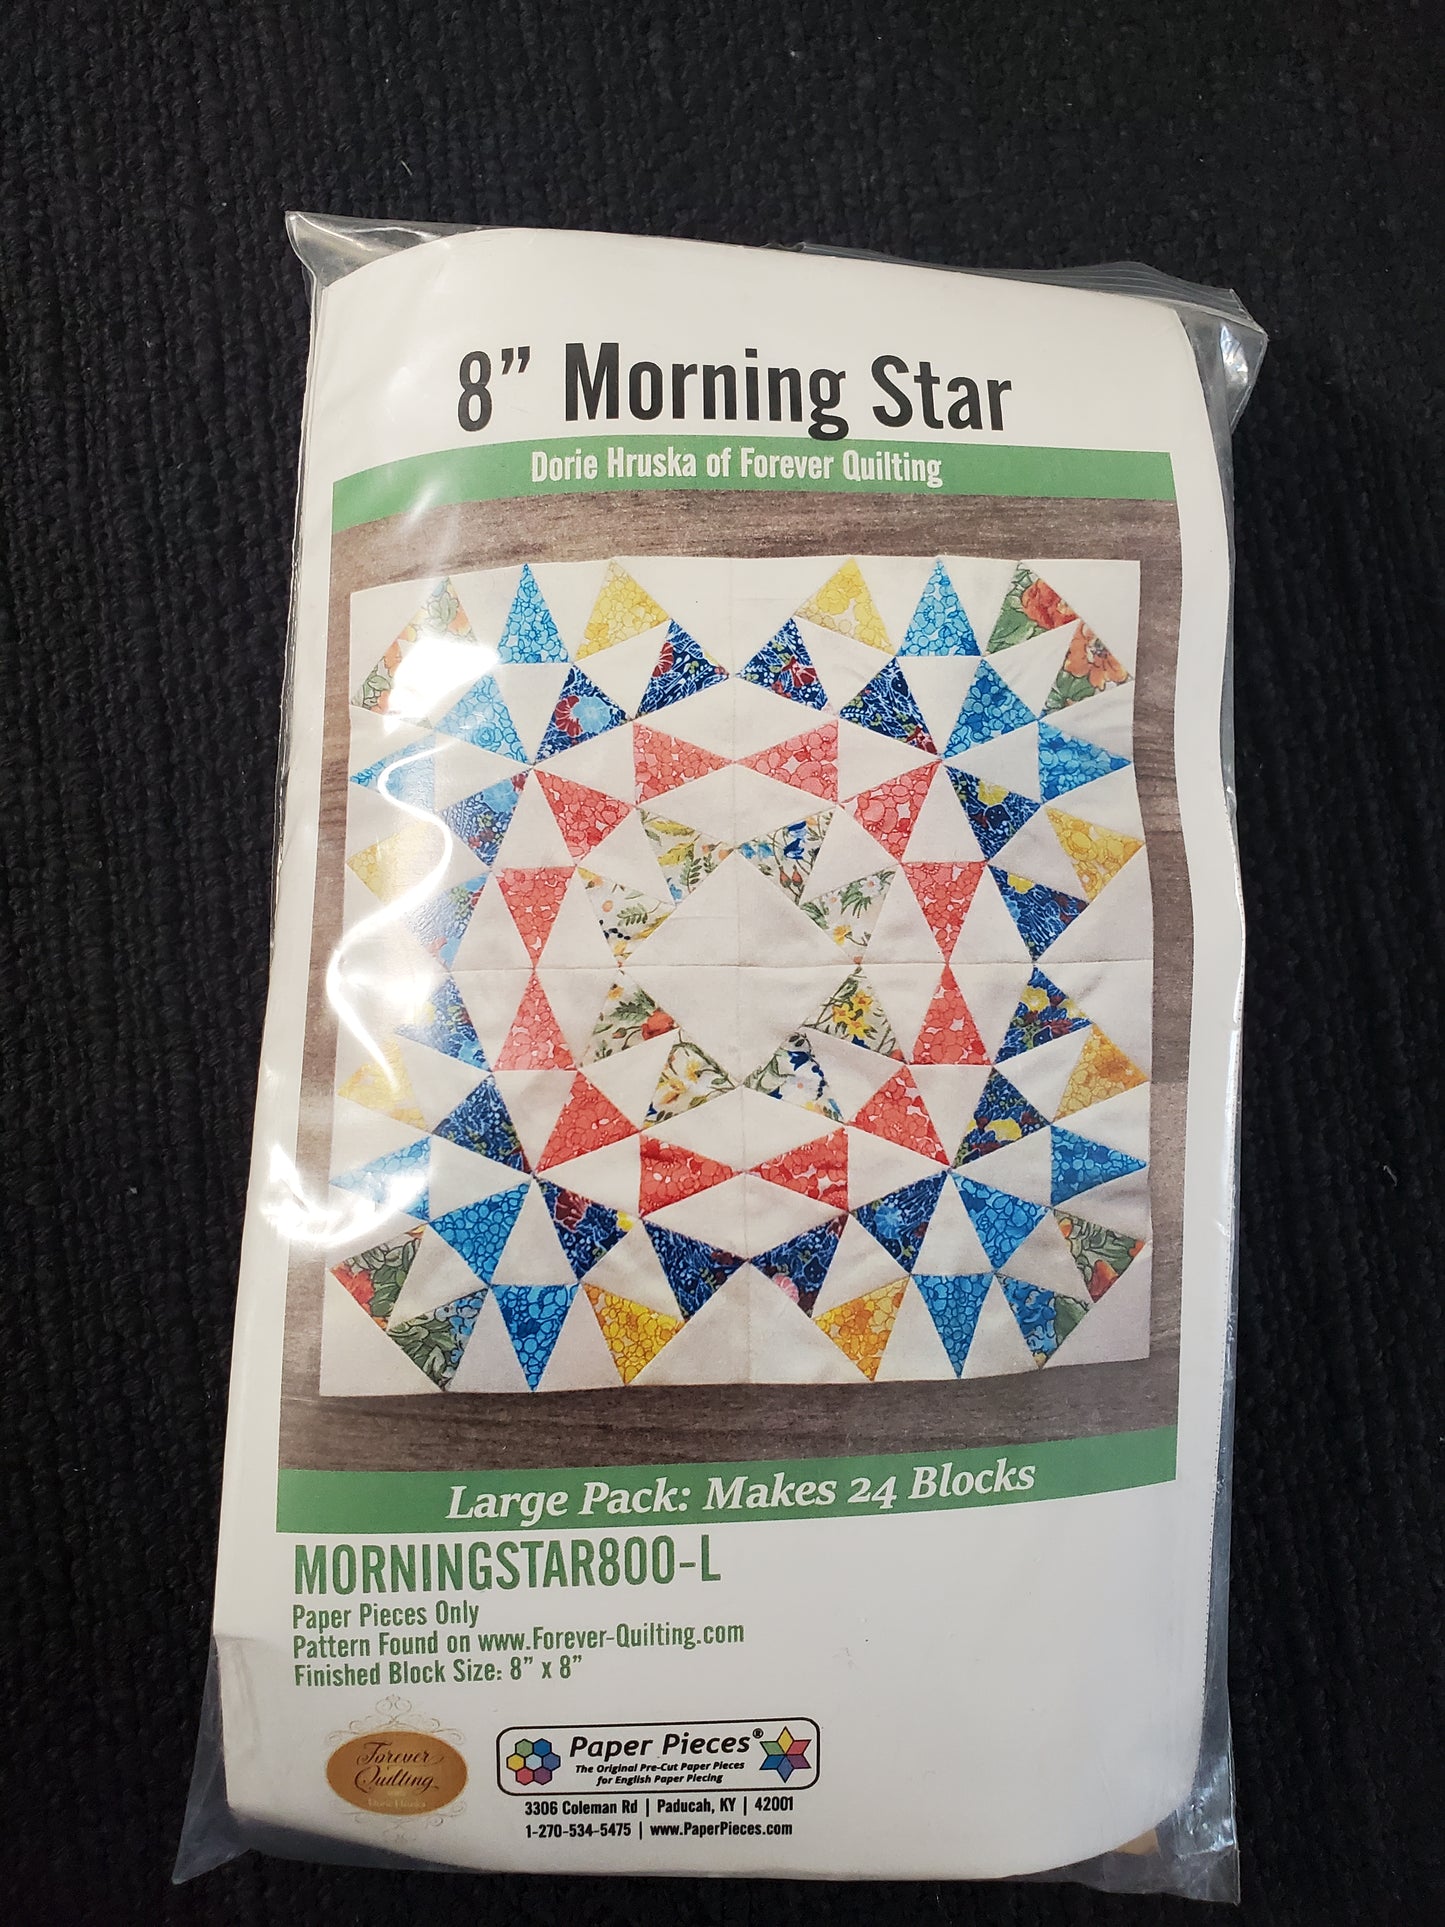 8” Morning Star
Dorie Hruska of Forever Quilting
Large Pack: Makes 24 Blocks
MORNINGSTAR800-L
Paper Pieces Only
Pattern Found on www.Forever-Quilting.com
Finished Block Size: 8” x 8”
Forever
Quilting
Dorie Hruska
Paper Pieces®
The Original Pre-Cut Paper Pieces
for English Paper Piecing
3306 Coleman Rd | Paducah, KY | 42001
1-270-534-5475 | www.PaperPieces.com